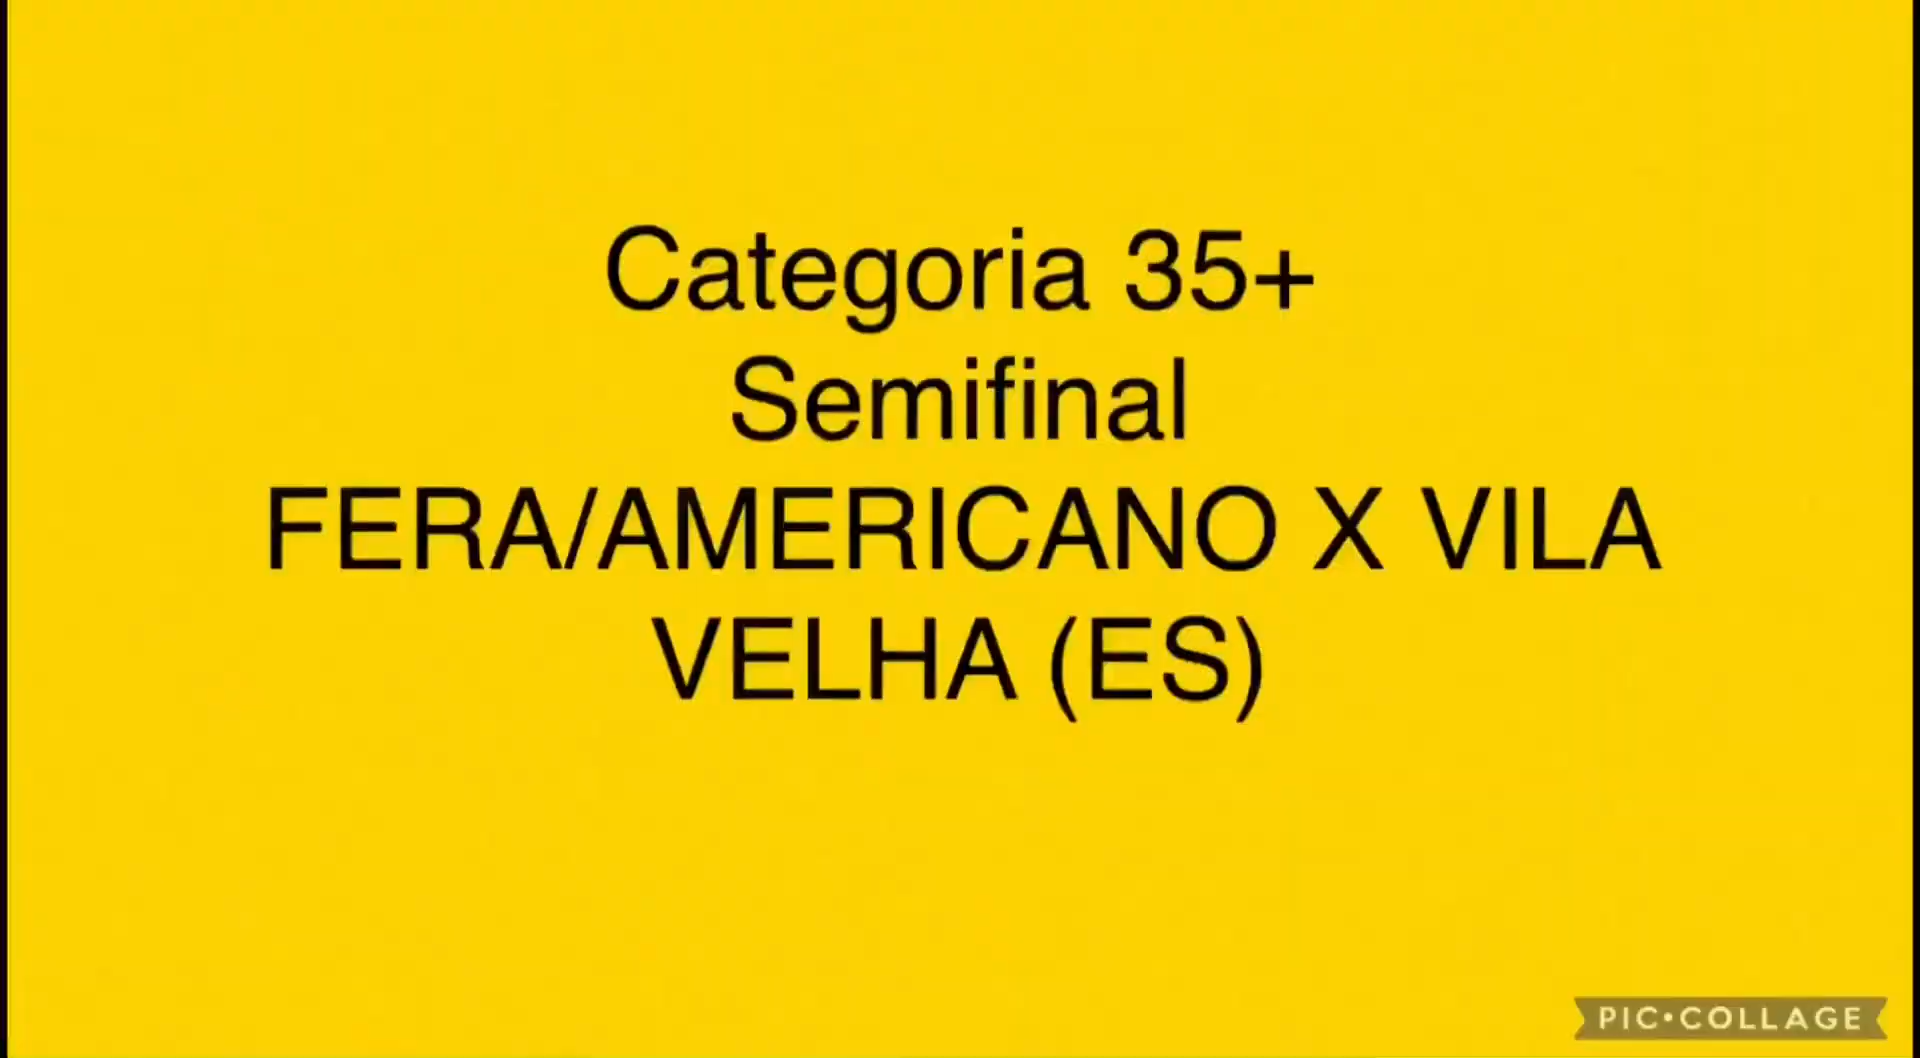 Categoria 35+
Semifinal
FERA/AMERICANO X VILA
VELHA (ES)
PIC•COLLAGE